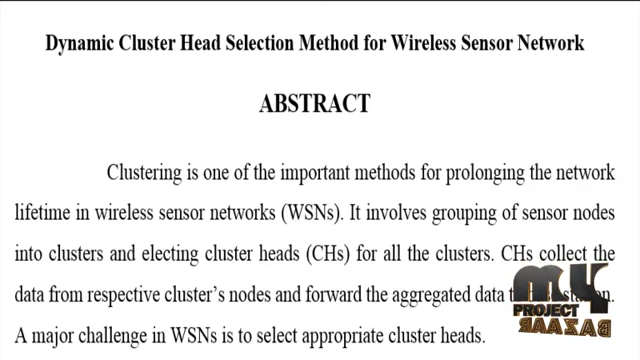 Dynamic Cluster Head Selection Method for Wireless Sensor Network
ABSTRACT
Clustering is one of the important methods for prolonging the network
lifetime in wireless sensor networks (WSNs). It involves grouping of sensor nodes
into clusters and electing cluster heads (CHs) for all the clusters. CHs collect the
data from respective cluster's nodes and forward the aggregated data
A major challenge in WSNs is to select appropriate cluster heads.
PROJECT
BAZAAR